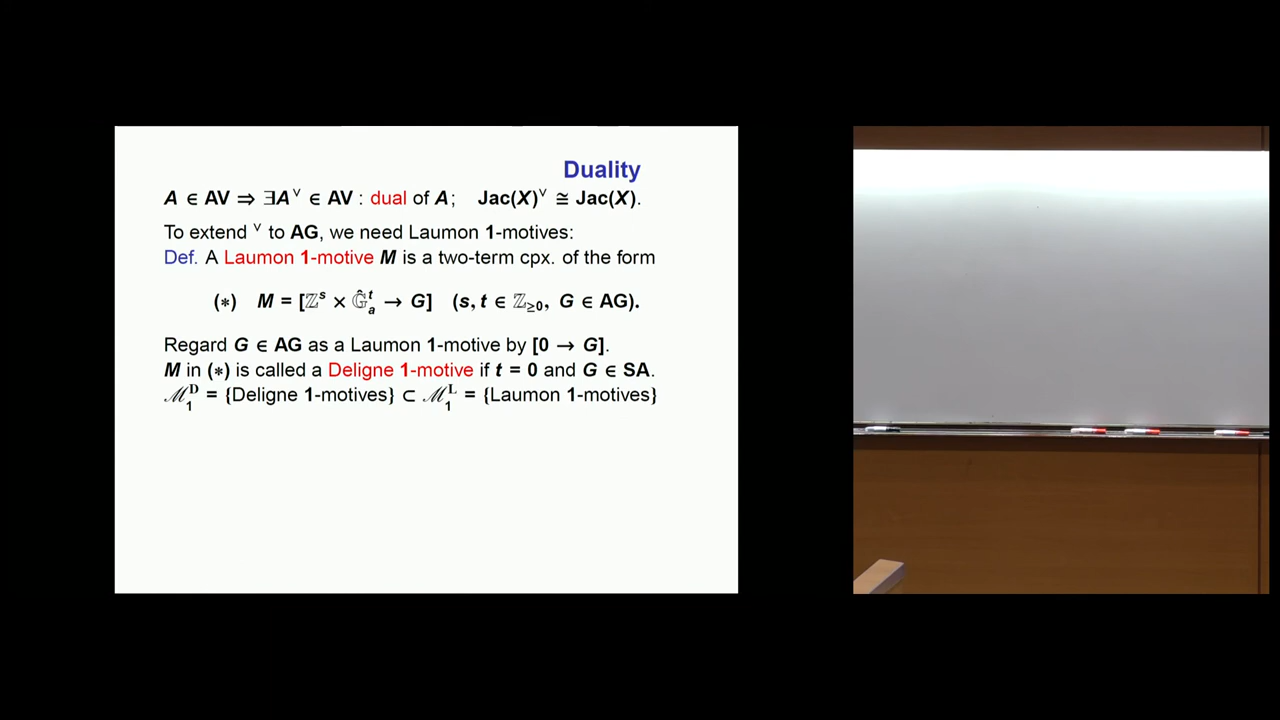 Duality
A ∈ AV ⇒ ∃A^∨ ∈ AV : dual of A; Jac(X)^∨ ≅ Jac(X).
To extend ^∨ to AG, we need Laumon 1-motives:
Def. A Laumon 1-motive M is a two-term cpx. of the form
(∗) M = [ℤ^s × Ĝ_a^t → G] (s, t ∈ ℤ_≥0, G ∈ AG).
Regard G ∈ AG as a Laumon 1-motive by [0 → G].
M in (∗) is called a Deligne 1-motive if t = 0 and G ∈ SA.
ℳ_1^D = {Deligne 1-motives} ⊂ ℳ_1^L = {Laumon 1-motives}